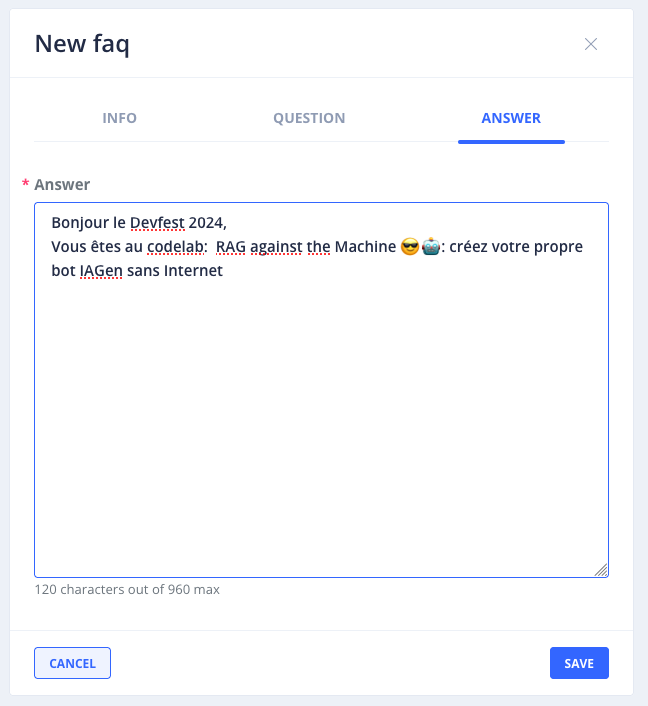 New faq
INFO
QUESTION
ANSWER
* Answer
Bonjour le Devfest 2024,
Vous êtes au codelab:  RAG against the Machine 😎🤖: créez votre propre
bot IAGen sans Internet
120 characters out of 960 max
CANCEL
SAVE